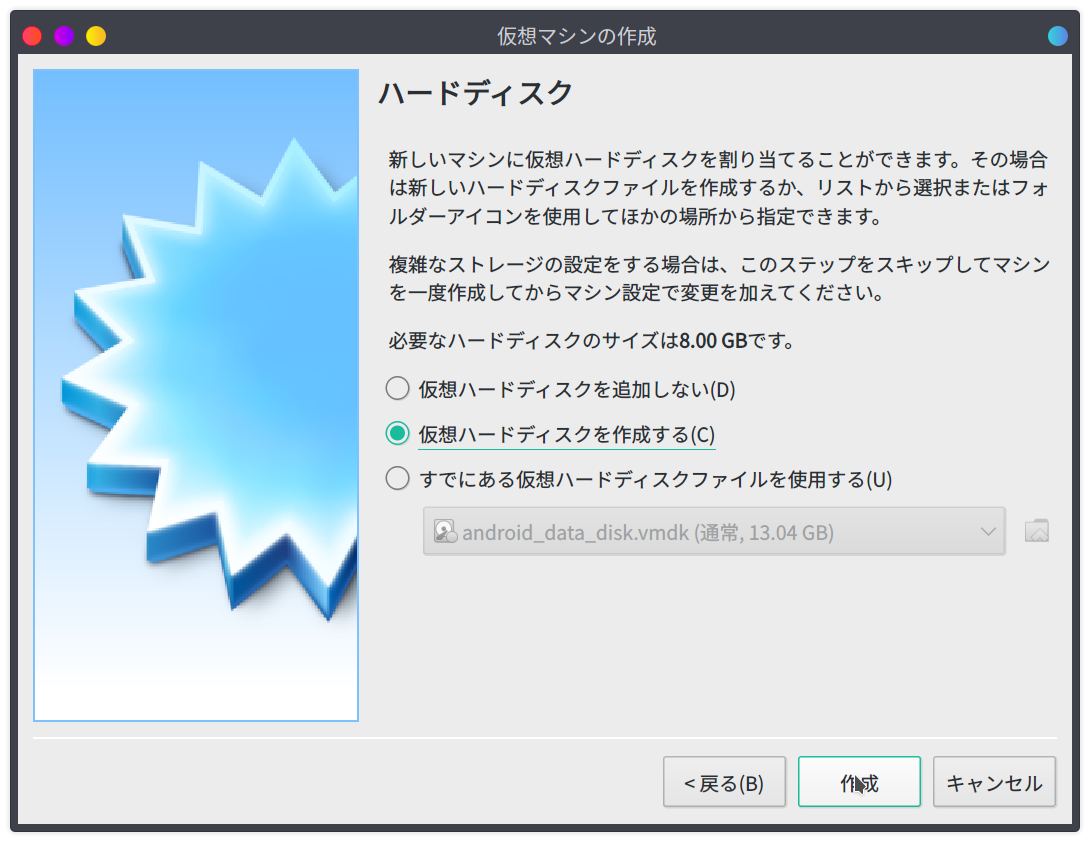 仮想マシンの作成
ハードディスク
新しいマシンに仮想ハードディスクを割り当てることができます。その場合
は新しいハードディスクファイルを作成するか、リストから選択またはフォ
ルダーアイコンを使用してほかの場所から指定できます。
複雑なストレージの設定をする場合は、このステップをスキップしてマシン
を一度作成してからマシン設定で変更を加えてください。
必要なハードディスクのサイズは8.00 GBです。
仮想ハードディスクを追加しない(D)
仮想ハードディスクを作成する(C)
すでにある仮想ハードディスクファイルを使用する(U)
android_data_disk.vmdk (通常, 13.04 GB)
< 戻る(B)
作成
キャンセル